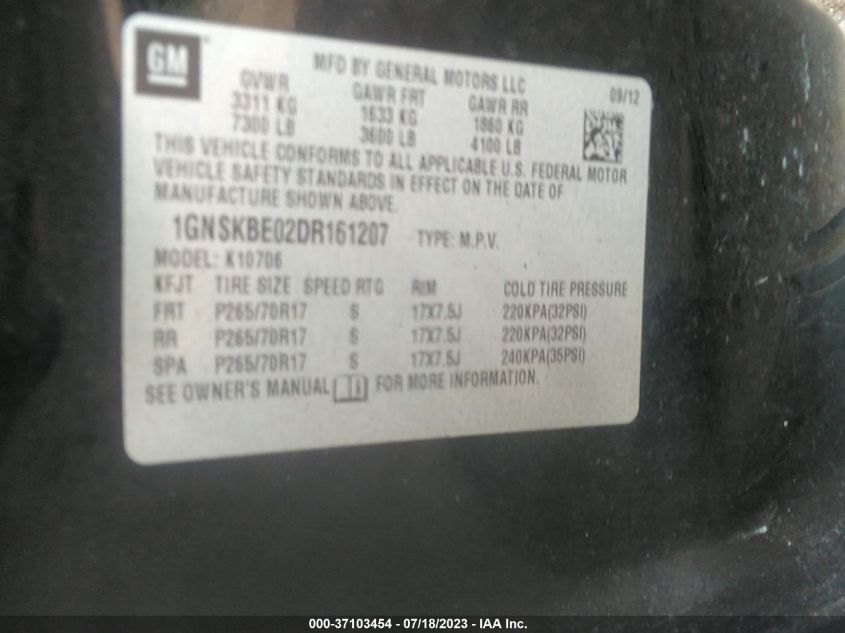 GM
MFD BY GENERAL MOTORS LLC
09/12
GVWR GAWR FRT GAWR RR
3311 KG 1633 KG 1860 KG
7300 LB 3600 LB 4100 LB
THIS VEHICLE CONFORMS TO ALL APPLICABLE U.S. FEDERAL MOTOR
VEHICLE SAFETY STANDARDS IN EFFECT ON THE DATE OF
MANUFACTURE SHOWN ABOVE.
1GNSKBE02DR161207 TYPE: M.P.V.
MODEL: K10706
KFJT TIRE SIZE SPEED RTG RIM COLD TIRE PRESSURE
FRT P265/70R17 S 17X7.5J 220KPA(32PSI)
RR P265/70R17 S 17X7.5J 220KPA(32PSI)
SPA P265/70R17 S 17X7.5J 240KPA(35PSI)
SEE OWNER'S MANUAL FOR MORE INFORMATION.
000-37103454 - 07/18/2023 - IAA Inc.